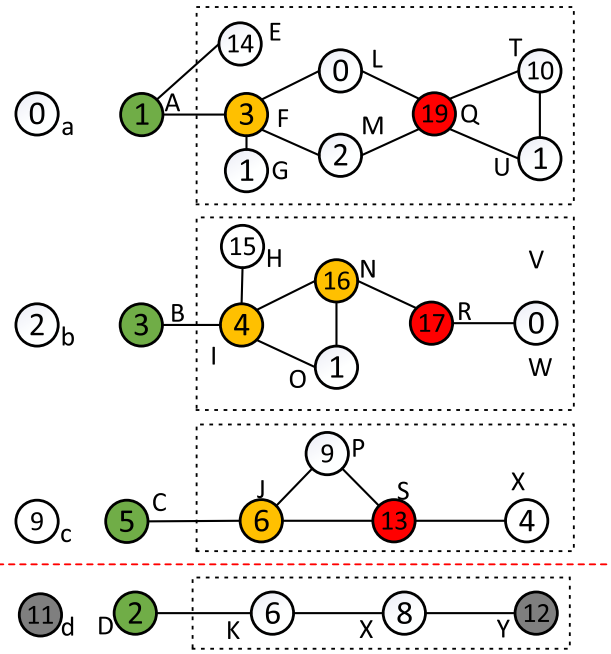 14 E
0 L
T 10
0 a
1 A
3 F
19 Q
M
2
1 G
U 1
15 H
16 N
V
2 b
3 B
4 I
17 R
0
O 1
W
9 P
J
S
X
9 c
5 C
6
13
4
11 d
D 2
K 6
X 8
Y 12